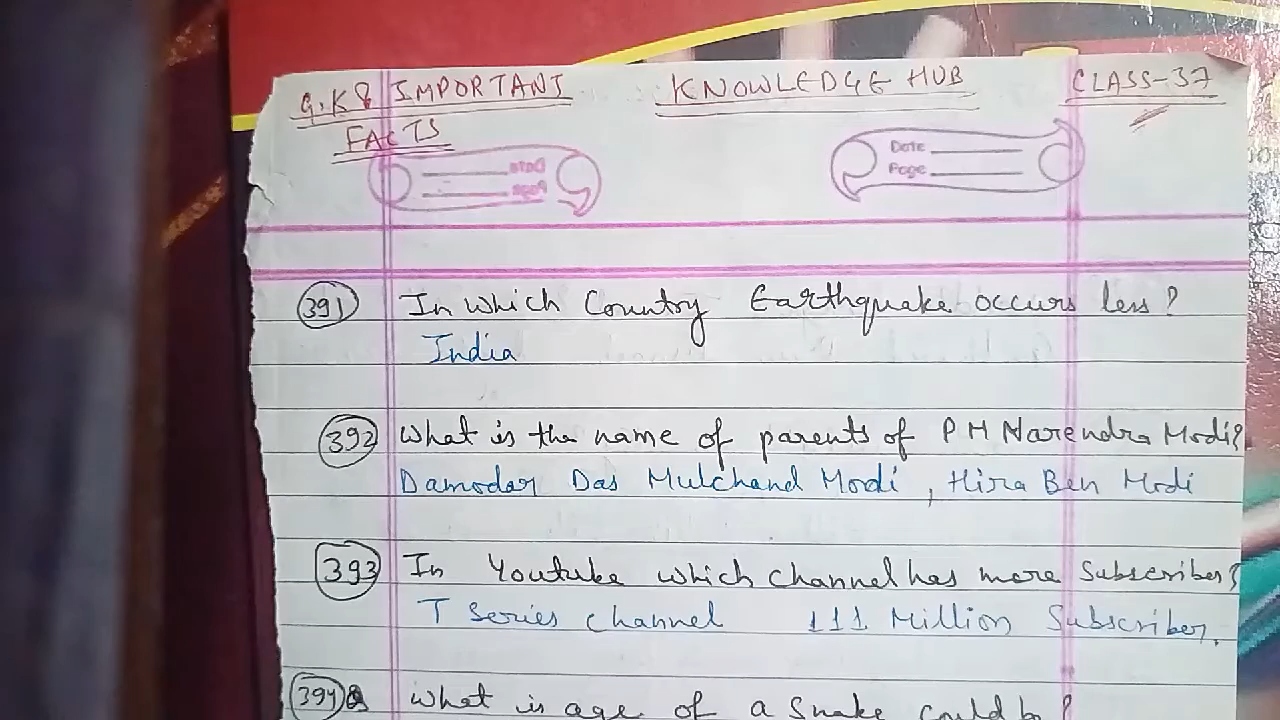 G.K & IMPORTANT KNOWLEDGE HUB CLASS-37
FACTS
Date
Page
Date
Page
391 In which Country Earthquake occurs less?
India
392 What is the name of parents of PM Narendra Modi?
Damodar Das Mulchand Modi, Hira Ben Modi
393 In Youtube which channel has more Subscriber?
T Series channel 111 Million Subscriber.
394 What is age of a Snake could be?